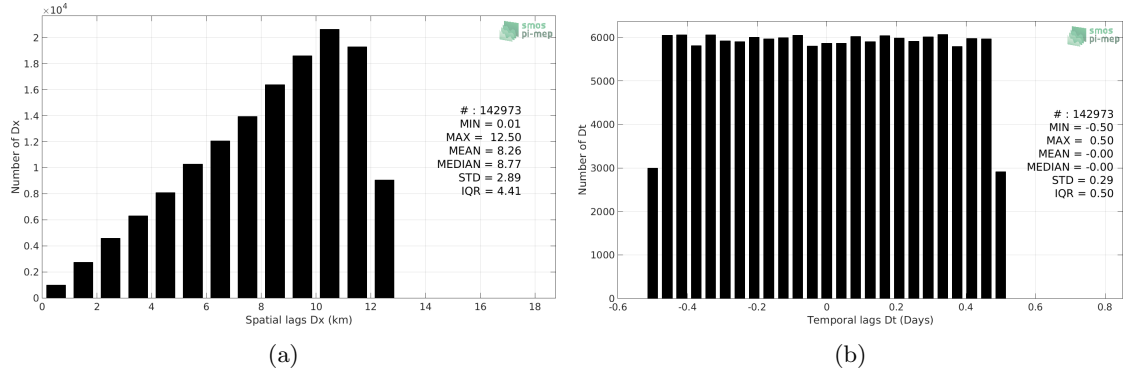 ×10⁴
2
1.8
1.6
1.4
1.2
1
0.8
0.6
0.4
0.2
0
Number of Dx
0 2 4 6 8 10 12 14 16 18
Spatial lags Dx (km)
smos
pi-mep
# : 142973
MIN = 0.01
MAX = 12.50
MEAN = 8.26
MEDIAN = 8.77
STD = 2.89
IQR = 4.41
(a)
6000
5000
4000
3000
2000
1000
0
Number of Dt
-0.6 -0.4 -0.2 0 0.2 0.4 0.6 0.8
Temporal lags Dt (Days)
smos
pi-mep
# : 142973
MIN = -0.50
MAX = 0.50
MEAN = -0.00
MEDIAN = -0.00
STD = 0.29
IQR = 0.50
(b)